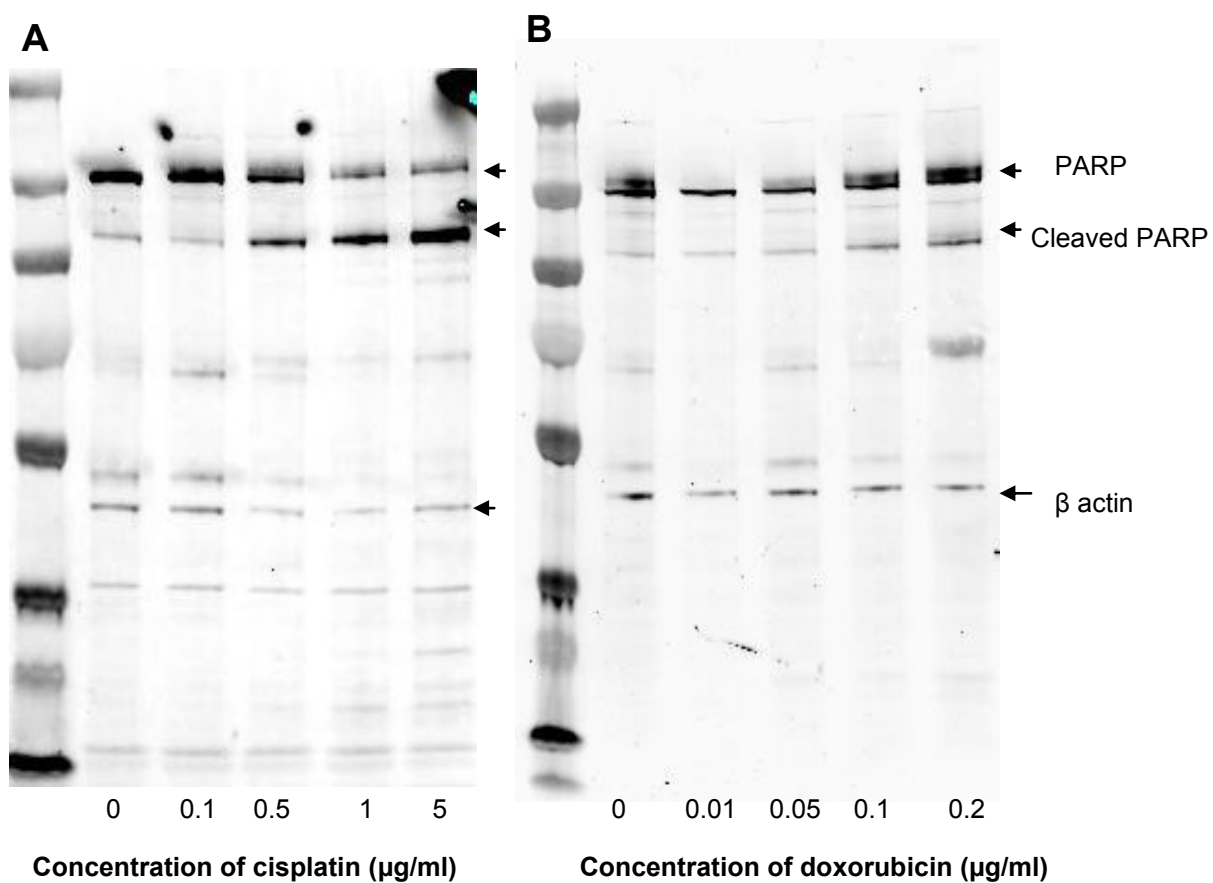 A
B
PARP
Cleaved PARP
β actin
0 0.1 0.5 1 5
0 0.01 0.05 0.1 0.2
Concentration of cisplatin (µg/ml)
Concentration of doxorubicin (µg/ml)